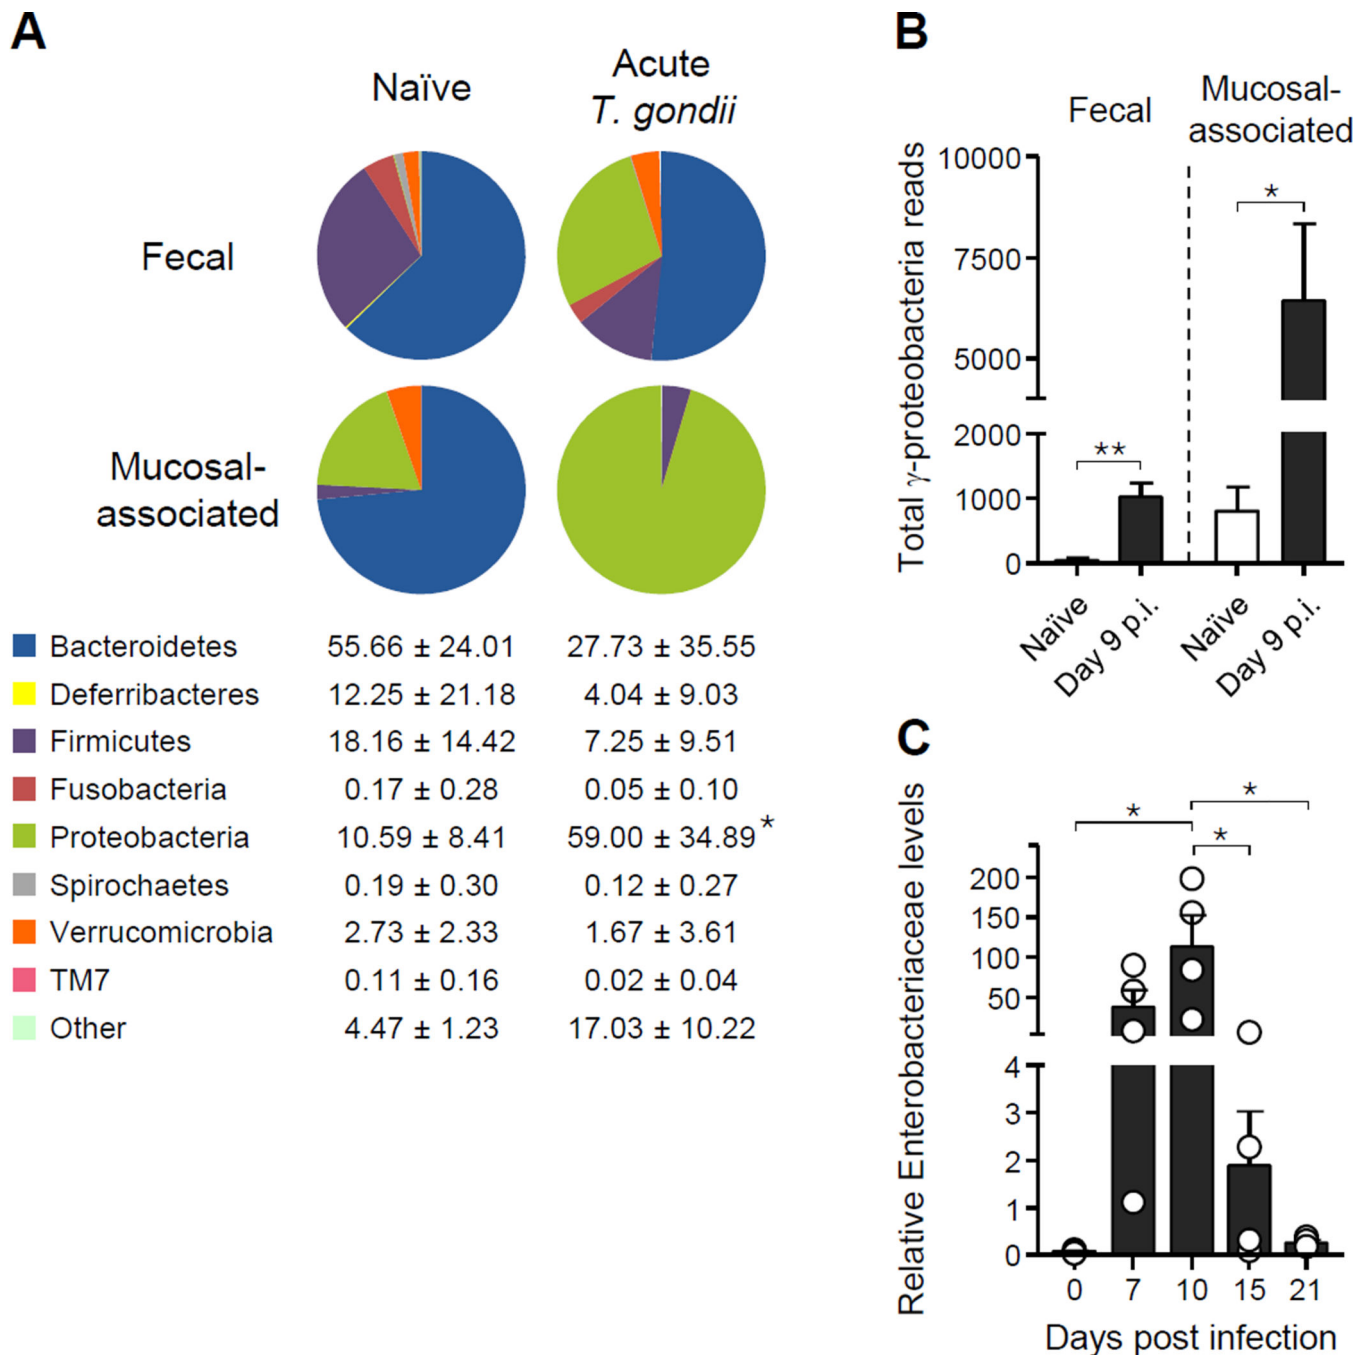 A
Naïve
Acute
T. gondii
Fecal
Mucosal-
associated
Bacteroidetes 55.66 ± 24.01 27.73 ± 35.55
Deferribacteres 12.25 ± 21.18 4.04 ± 9.03
Firmicutes 18.16 ± 14.42 7.25 ± 9.51
Fusobacteria 0.17 ± 0.28 0.05 ± 0.10
Proteobacteria 10.59 ± 8.41 59.00 ± 34.89*
Spirochaetes 0.19 ± 0.30 0.12 ± 0.27
Verrucomicrobia 2.73 ± 2.33 1.67 ± 3.61
TM7 0.11 ± 0.16 0.02 ± 0.04
Other 4.47 ± 1.23 17.03 ± 10.22
B
Fecal
Mucosal-
associated
Total γ-proteobacteria reads
10000
7500
5000
2000
1000
0
**
*
Naïve
Day 9 p.i.
Naïve
Day 9 p.i.
C
Relative Enterobacteriaceae levels
200
150
100
50
4
3
2
1
0
*
*
*
0 7 10 15 21
Days post infection